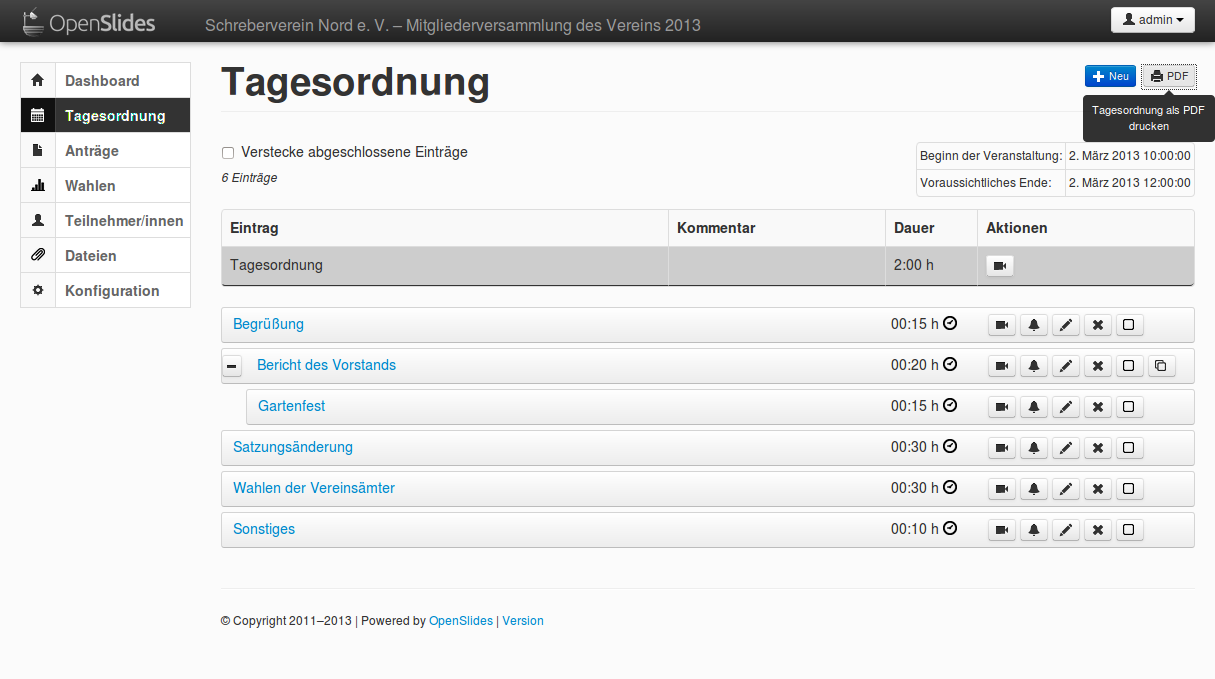 OpenSlides
Schreberverein Nord e. V. – Mitgliederversammlung des Vereins 2013
admin
Dashboard
Tagesordnung
Anträge
Wahlen
Teilnehmer/innen
Dateien
Konfiguration
Tagesordnung
Neu
PDF
Tagesordnung als PDF
drucken
Verstecke abgeschlossene Einträge
6 Einträge
Beginn der Veranstaltung: 2. März 2013 10:00:00
Voraussichtliches Ende: 2. März 2013 12:00:00
Eintrag Kommentar Dauer Aktionen
Tagesordnung 2:00 h
Begrüßung 00:15 h
Bericht des Vorstands 00:20 h
Gartenfest 00:15 h
Satzungsänderung 00:30 h
Wahlen der Vereinsämter 00:30 h
Sonstiges 00:10 h
© Copyright 2011–2013 | Powered by OpenSlides | Version